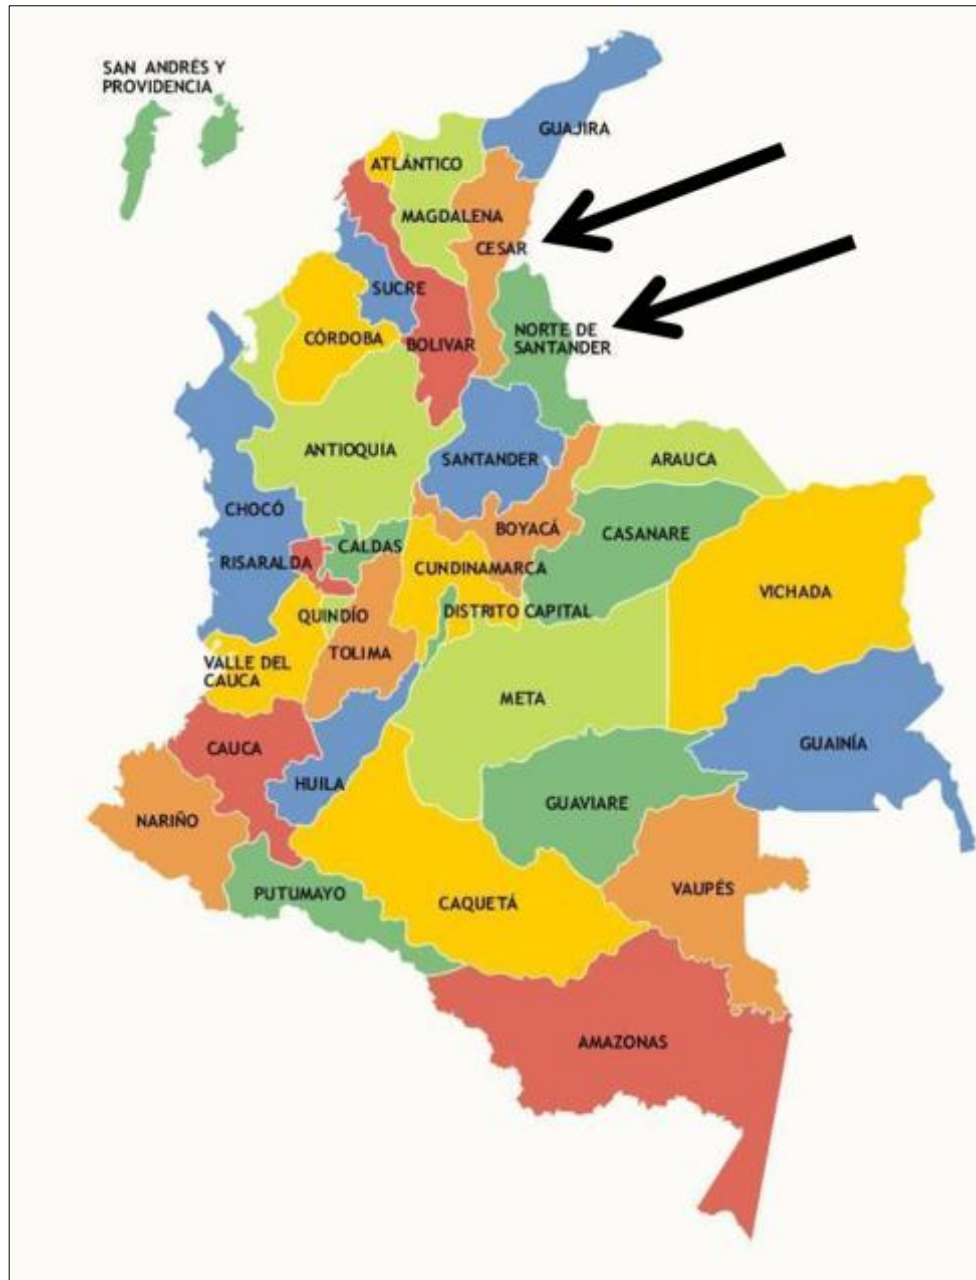 SAN ANDRÉS Y
PROVIDENCIA
GUAJIRA
ATLÁNTICO
MAGDALENA
CESAR
SUCRE
NORTE DE
SANTANDER
CÓRDOBA
BOLIVAR
ANTIOQUIA
SANTANDER
ARAUCA
CHOCÓ
BOYACÁ
CASANARE
CALDAS
RISARALDA
CUNDINAMARCA
VICHADA
QUINDÍO
DISTRITO CAPITAL
TOLIMA
VALLE DEL
CAUCA
META
CAUCA
GUAINÍA
HUILA
GUAVIARE
NARIÑO
PUTUMAYO
CAQUETÁ
VAUPÉS
AMAZONAS